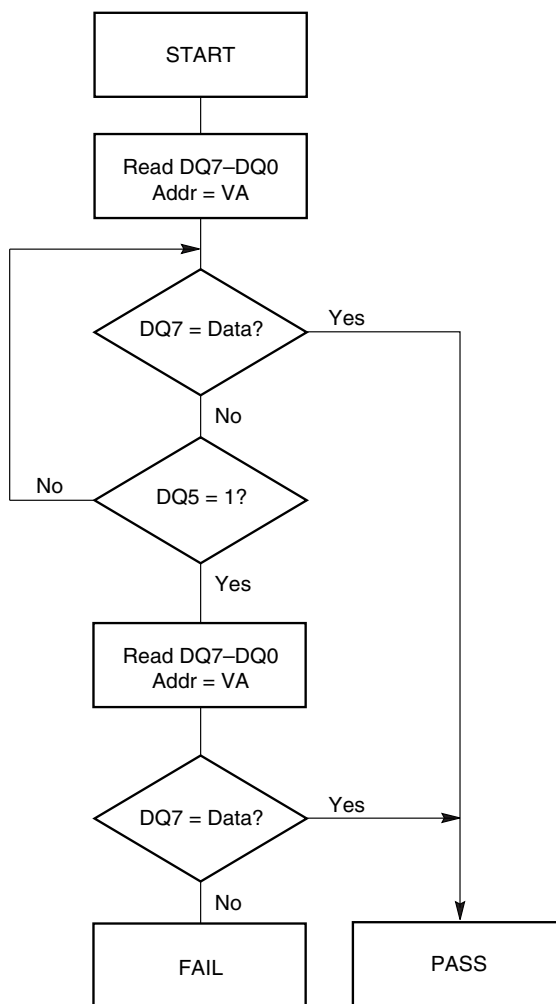 START
Read DQ7–DQ0
Addr = VA
DQ7 = Data?
Yes
No
No
DQ5 = 1?
Yes
Read DQ7–DQ0
Addr = VA
DQ7 = Data?
Yes
No
FAIL
PASS